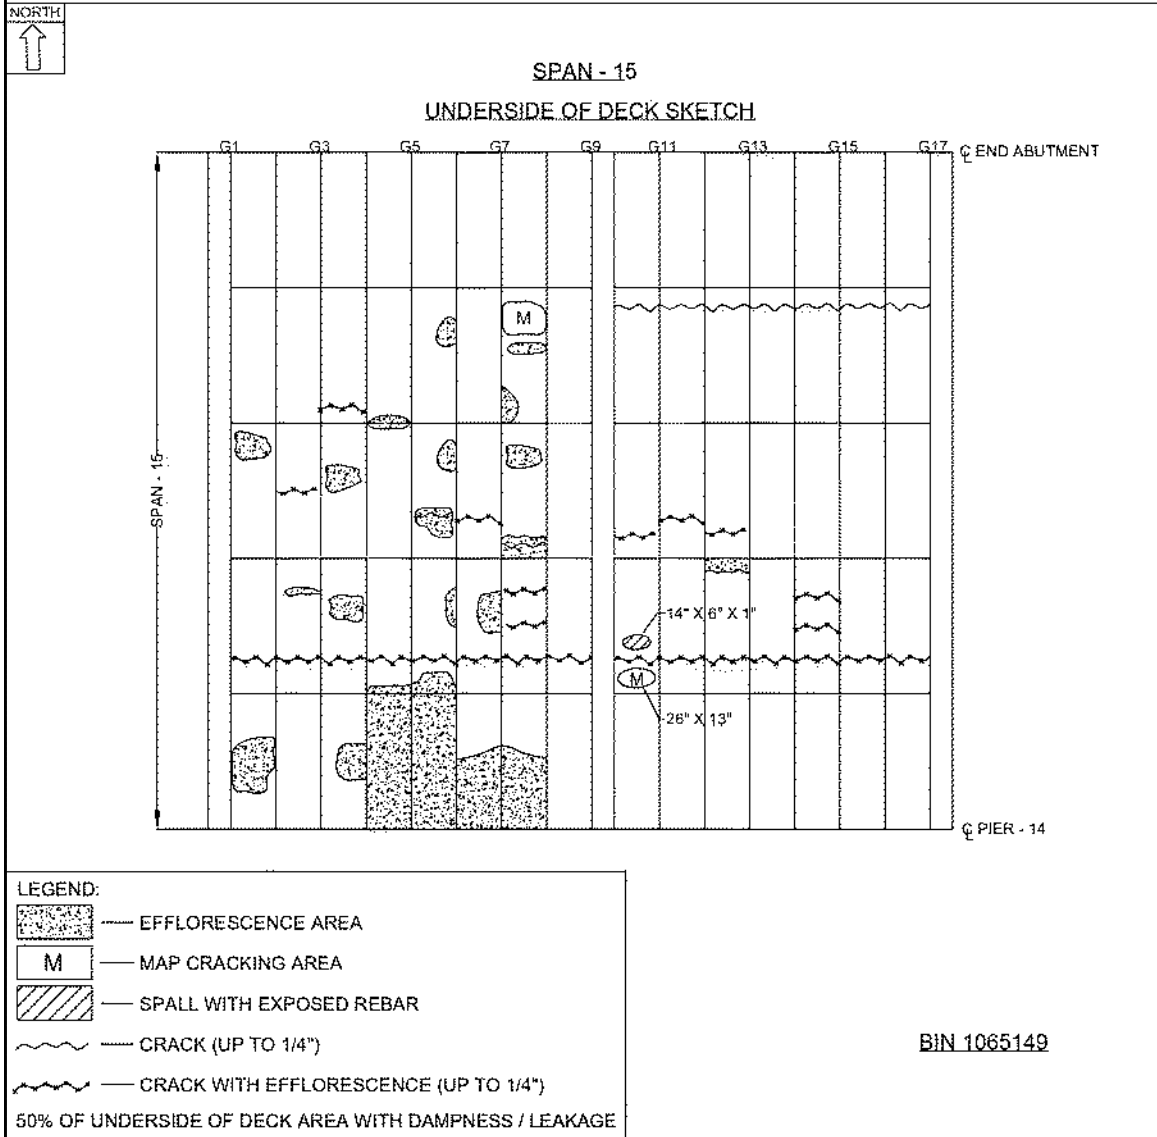 NORTH
SPAN - 15
UNDERSIDE OF DECK SKETCH
G1 G3 G5 G7 G9 G11 G13 G15 G17
℄ END ABUTMENT
M
SPAN - 15
14" X 6" X 1"
M
26" X 13"
℄ PIER - 14
LEGEND:
EFFLORESCENCE AREA
M MAP CRACKING AREA
SPALL WITH EXPOSED REBAR
CRACK (UP TO 1/4")
CRACK WITH EFFLORESCENCE (UP TO 1/4")
50% OF UNDERSIDE OF DECK AREA WITH DAMPNESS / LEAKAGE
BIN 1065149